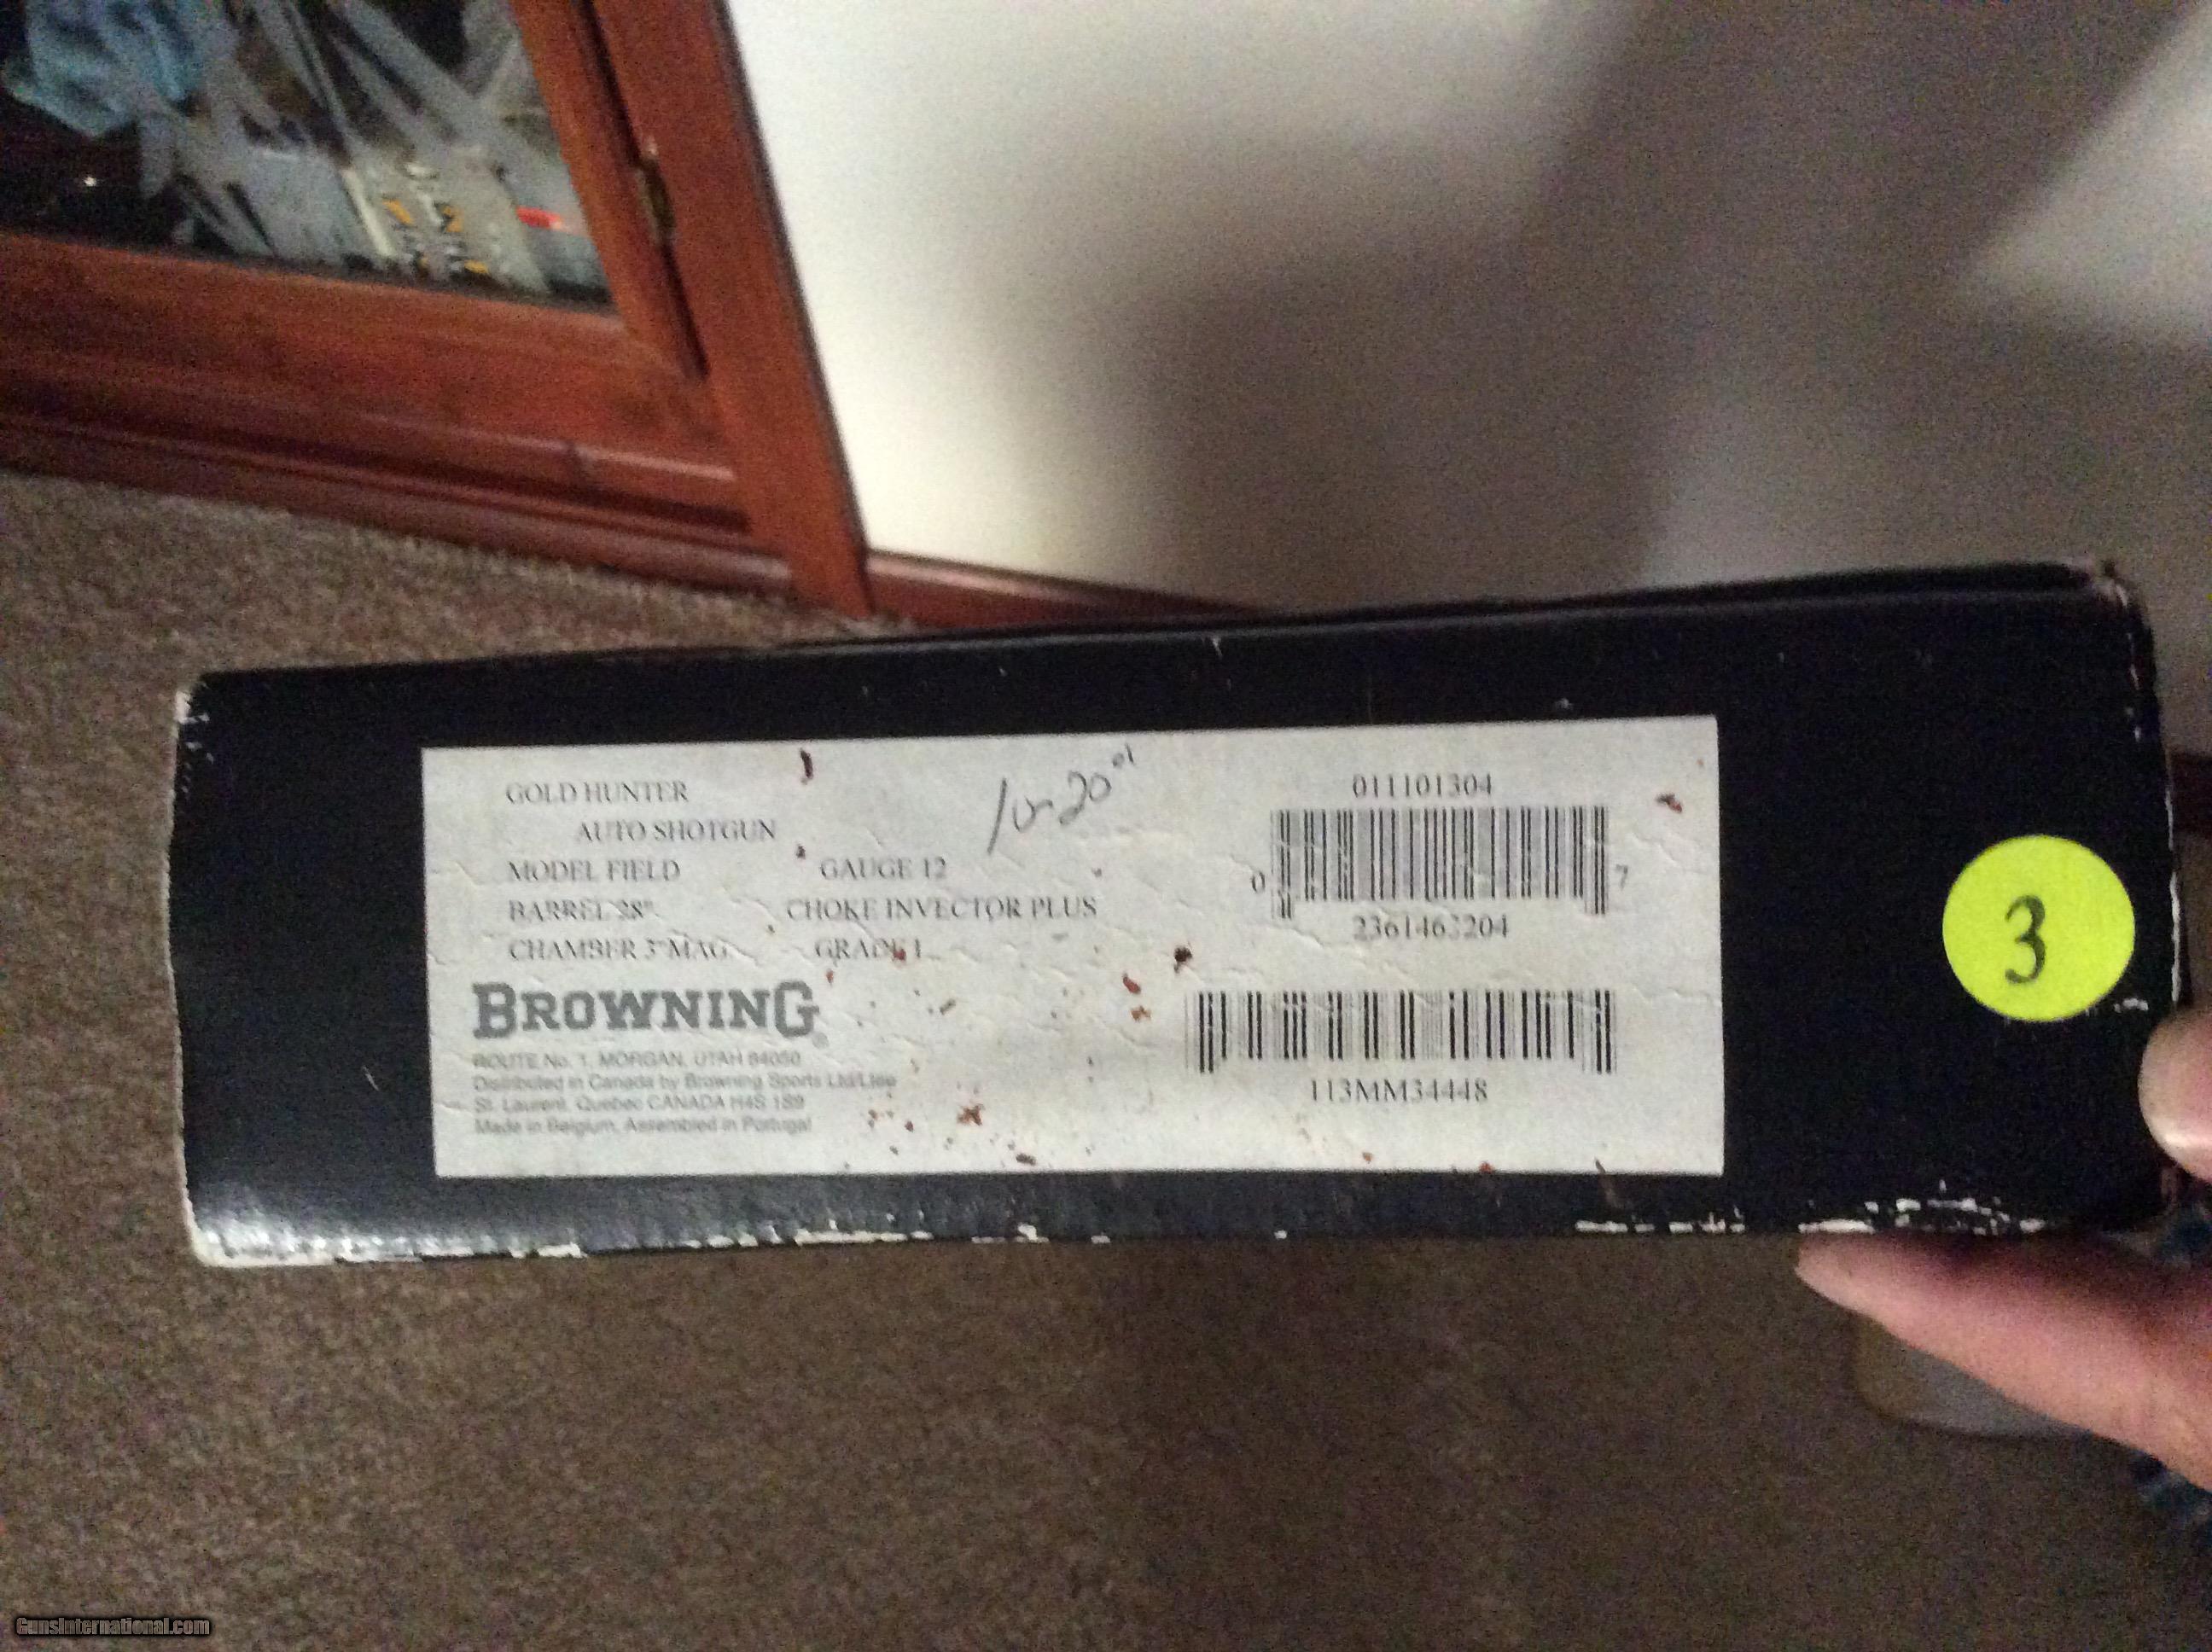 GOLD HUNTER
AUTO SHOTGUN
MODEL FIELD GAUGE 12
BARREL 28" CHOKE INVECTOR PLUS
CHAMBER 3" MAG. GRADE I
BROWNING®
ROUTE No. 1, MORGAN, UTAH 84050
Distributed in Canada by Browning Sports Ltd/Ltee
St. Laurent, Quebec CANADA H4S 1S9
Made in Belgium, Assembled in Portugal
10-20 01
011101304
0 7
2361463204
113MM34448
3
GunsInternational.com